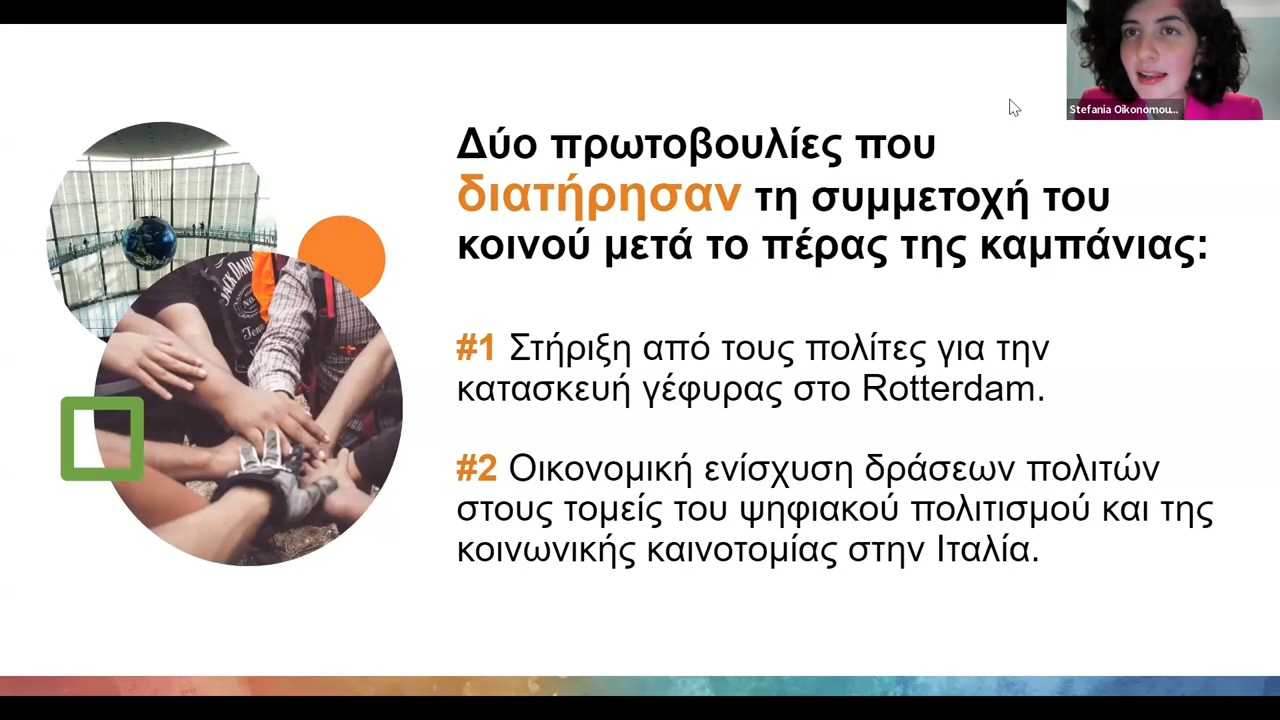 Stefania Oikonomou...
Δύο πρωτοβουλίες που
διατήρησαν τη συμμετοχή του
κοινού μετά το πέρας της καμπάνιας:
#1 Στήριξη από τους πολίτες για την
κατασκευή γέφυρας στο Rotterdam.
#2 Οικονομική ενίσχυση δράσεων πολιτών
στους τομείς του ψηφιακού πολιτισμού και της
κοινωνικής καινοτομίας στην Ιταλία.
JACK DANIEL